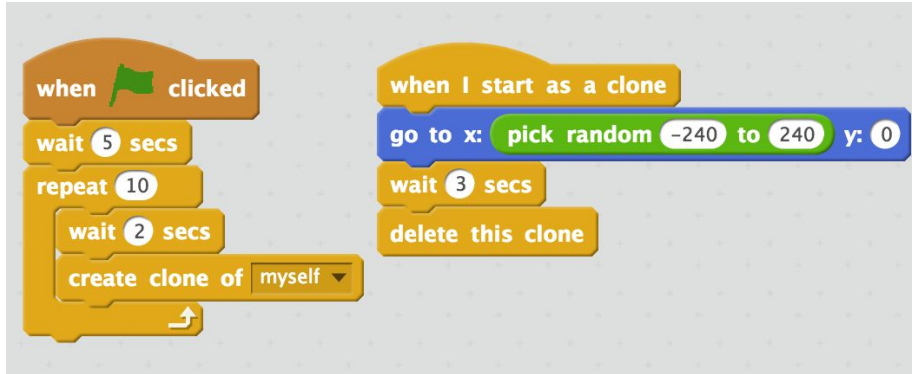 when clicked
wait 5 secs
repeat 10
wait 2 secs
create clone of myself
when I start as a clone
go to x: pick random -240 to 240 y: 0
wait 3 secs
delete this clone